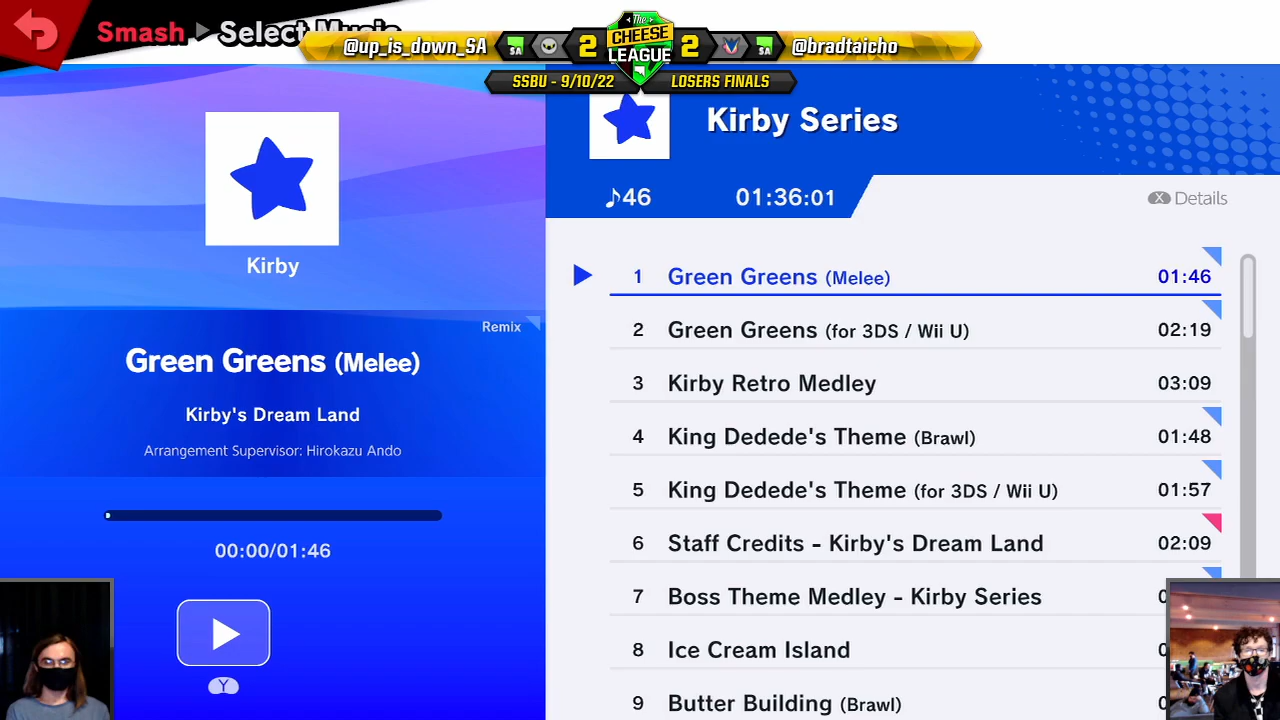 Smash ▶ Select Music
@up_is_down_SA SA 2 The CHEESE LEAGUE 2 SA @bradtaicho
SSBU - 9/10/22 LOSERS FINALS
Kirby Series
♪46 01:36:01
X Details
Kirby
Remix
Green Greens (Melee)
Kirby's Dream Land
Arrangement Supervisor: Hirokazu Ando
00:00/01:46
Y
1 Green Greens (Melee) 01:46
2 Green Greens (for 3DS / Wii U) 02:19
3 Kirby Retro Medley 03:09
4 King Dedede's Theme (Brawl) 01:48
5 King Dedede's Theme (for 3DS / Wii U) 01:57
6 Staff Credits - Kirby's Dream Land 02:09
7 Boss Theme Medley - Kirby Series
8 Ice Cream Island
9 Butter Building (Brawl)